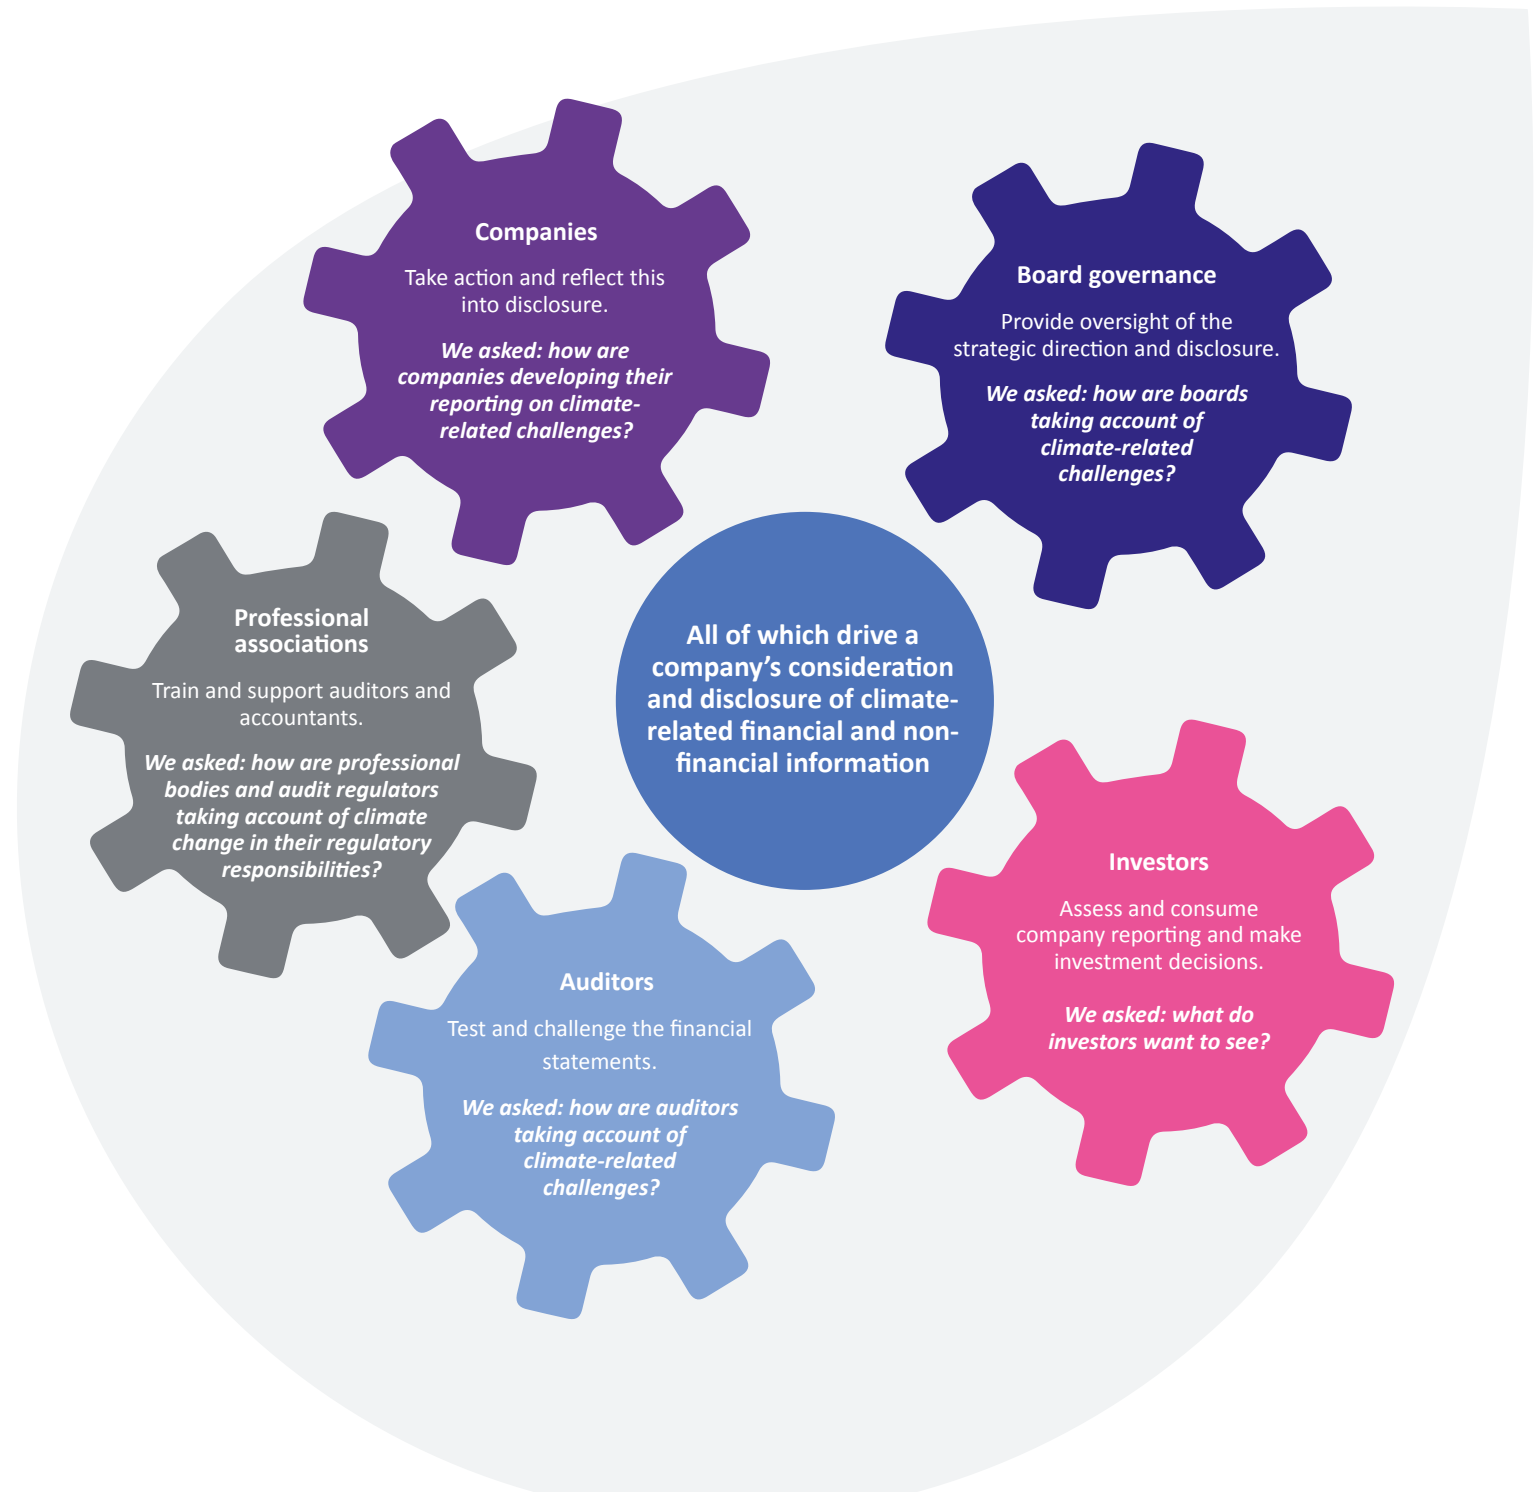 Companies
Take action and reflect this
into disclosure.
We asked: how are
companies developing their
reporting on climate-
related challenges?
Board governance
Provide oversight of the
strategic direction and disclosure.
We asked: how are boards
taking account of
climate-related
challenges?
Professional
associations
Train and support auditors and
accountants.
We asked: how are professional
bodies and audit regulators
taking account of climate
change in their regulatory
responsibilities?
All of which drive a
company’s consideration
and disclosure of climate-
related financial and non-
financial information
Investors
Assess and consume
company reporting and make
investment decisions.
We asked: what do
investors want to see?
Auditors
Test and challenge the financial
statements.
We asked: how are auditors
taking account of
climate-related
challenges?